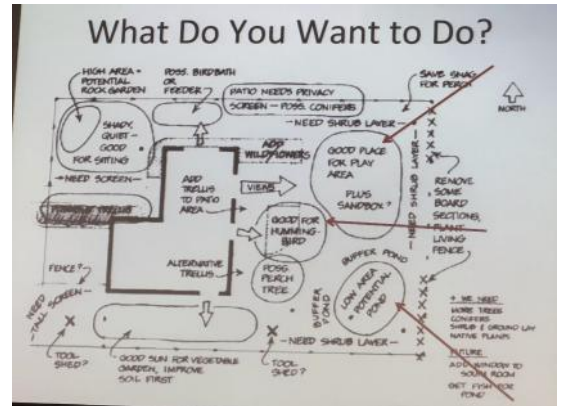 What Do You Want to Do?
HIGH AREA =
POTENTIAL
ROCK GARDEN
POSS. BIRDBATH
OR
FEEDER
PATIO NEEDS PRIVACY
SCREEN — POSS. CONIFERS
—NEED SHRUB LAYER—
SAVE SNAG
FOR PERCH
NORTH
SHADY,
QUIET —
GOOD
FOR SITTING
—NEED SCREEN—
ADD
WILDFLOWERS
GOOD PLACE
FOR PLAY
AREA
PLUS
SANDBOX?
—NEED SHRUB LAYER—
REMOVE
SOME
BOARD
SECTIONS,
PLANT
LIVING
FENCE
ADD
TRELLIS
TO PATIO
AREA
VIEWS
GOOD FOR
HUMMING-
BIRD
ALTERNATIVE
TRELLIS
POSS.
PERCH
TREE
BUFFER POND
LOW AREA
POTENTIAL
POND
BUFFER
POND
FENCE?
NEED
TALL SCREEN—
X
TOOL
SHED?
GOOD SUN FOR VEGETABLE
GARDEN, IMPROVE
SOIL FIRST
X
TOOL
SHED?
—NEED SHRUB LAYER—
WE NEED
MORE TREES
CONIFERS
SHRUB & GROUND LAY
NATIVE PLANTS
FUTURE
ADD WINDOW TO
SOUTH ROOM
GET FISH FOR
POND